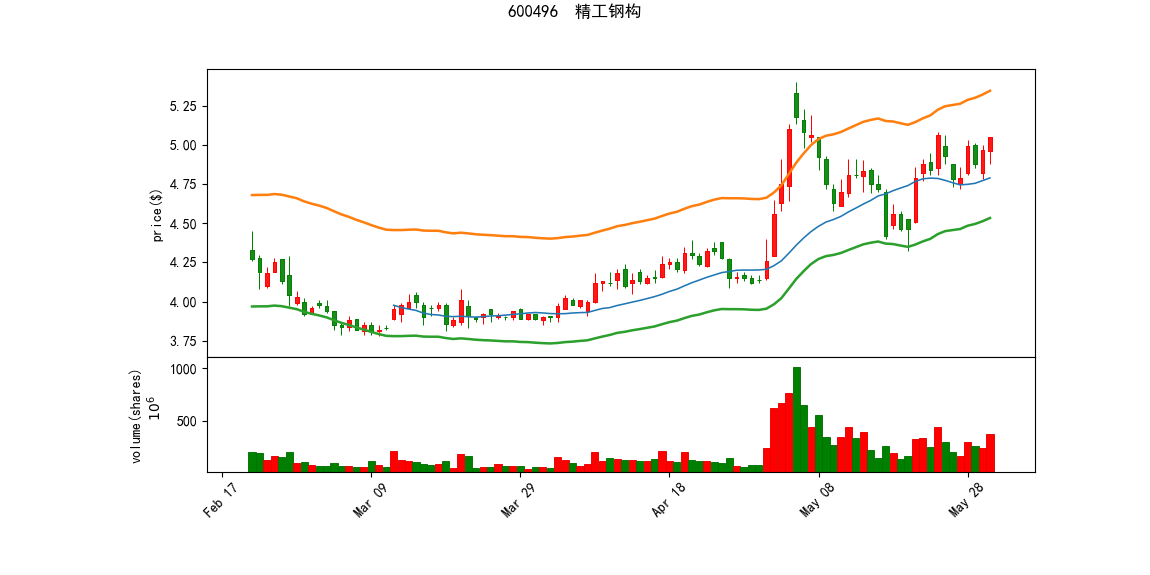 600496 精工钢构
5.25
5.00
4.75
4.50
4.25
4.00
3.75
price($)
1000
500
volume(shares)
10^6
Feb 17
Mar 09
Mar 29
Apr 18
May 08
May 28